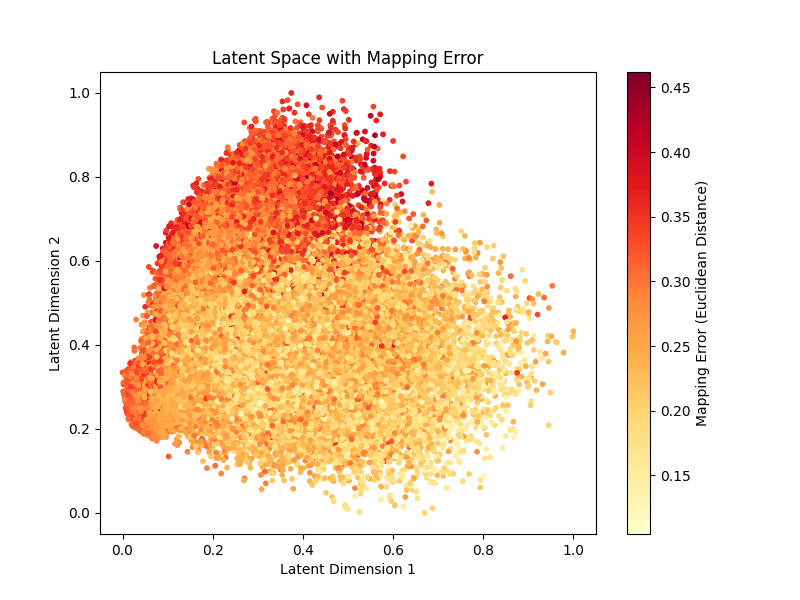 Latent Space with Mapping Error
1.0
0.8
0.6
0.4
0.2
0.0
Latent Dimension 2
0.0 0.2 0.4 0.6 0.8 1.0
Latent Dimension 1
0.45
0.40
0.35
0.30
0.25
0.20
0.15
Mapping Error (Euclidean Distance)